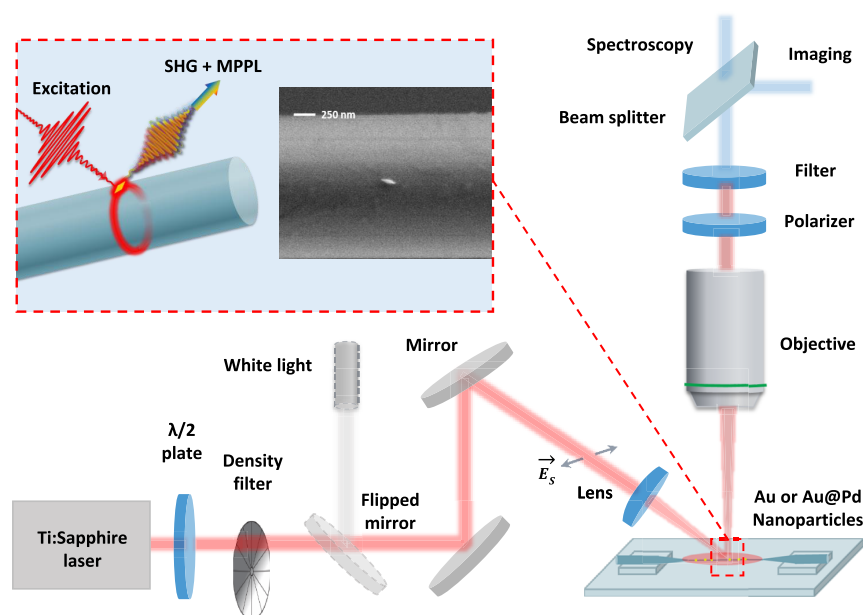 SHG + MPPL
Excitation
250 nm
Spectroscopy
Imaging
Beam splitter
Filter
Polarizer
Objective
Mirror
White light
λ/2
plate
Density
filter
Flipped
mirror
E_S
Lens
Au or Au@Pd
Nanoparticles
Ti:Sapphire
laser